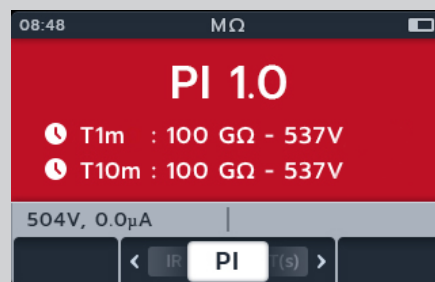 08:48 MΩ
PI 1.0
T1m : 100 GΩ - 537V
T10m : 100 GΩ - 537V
504V, 0.0µA
< IR PI T(s) >